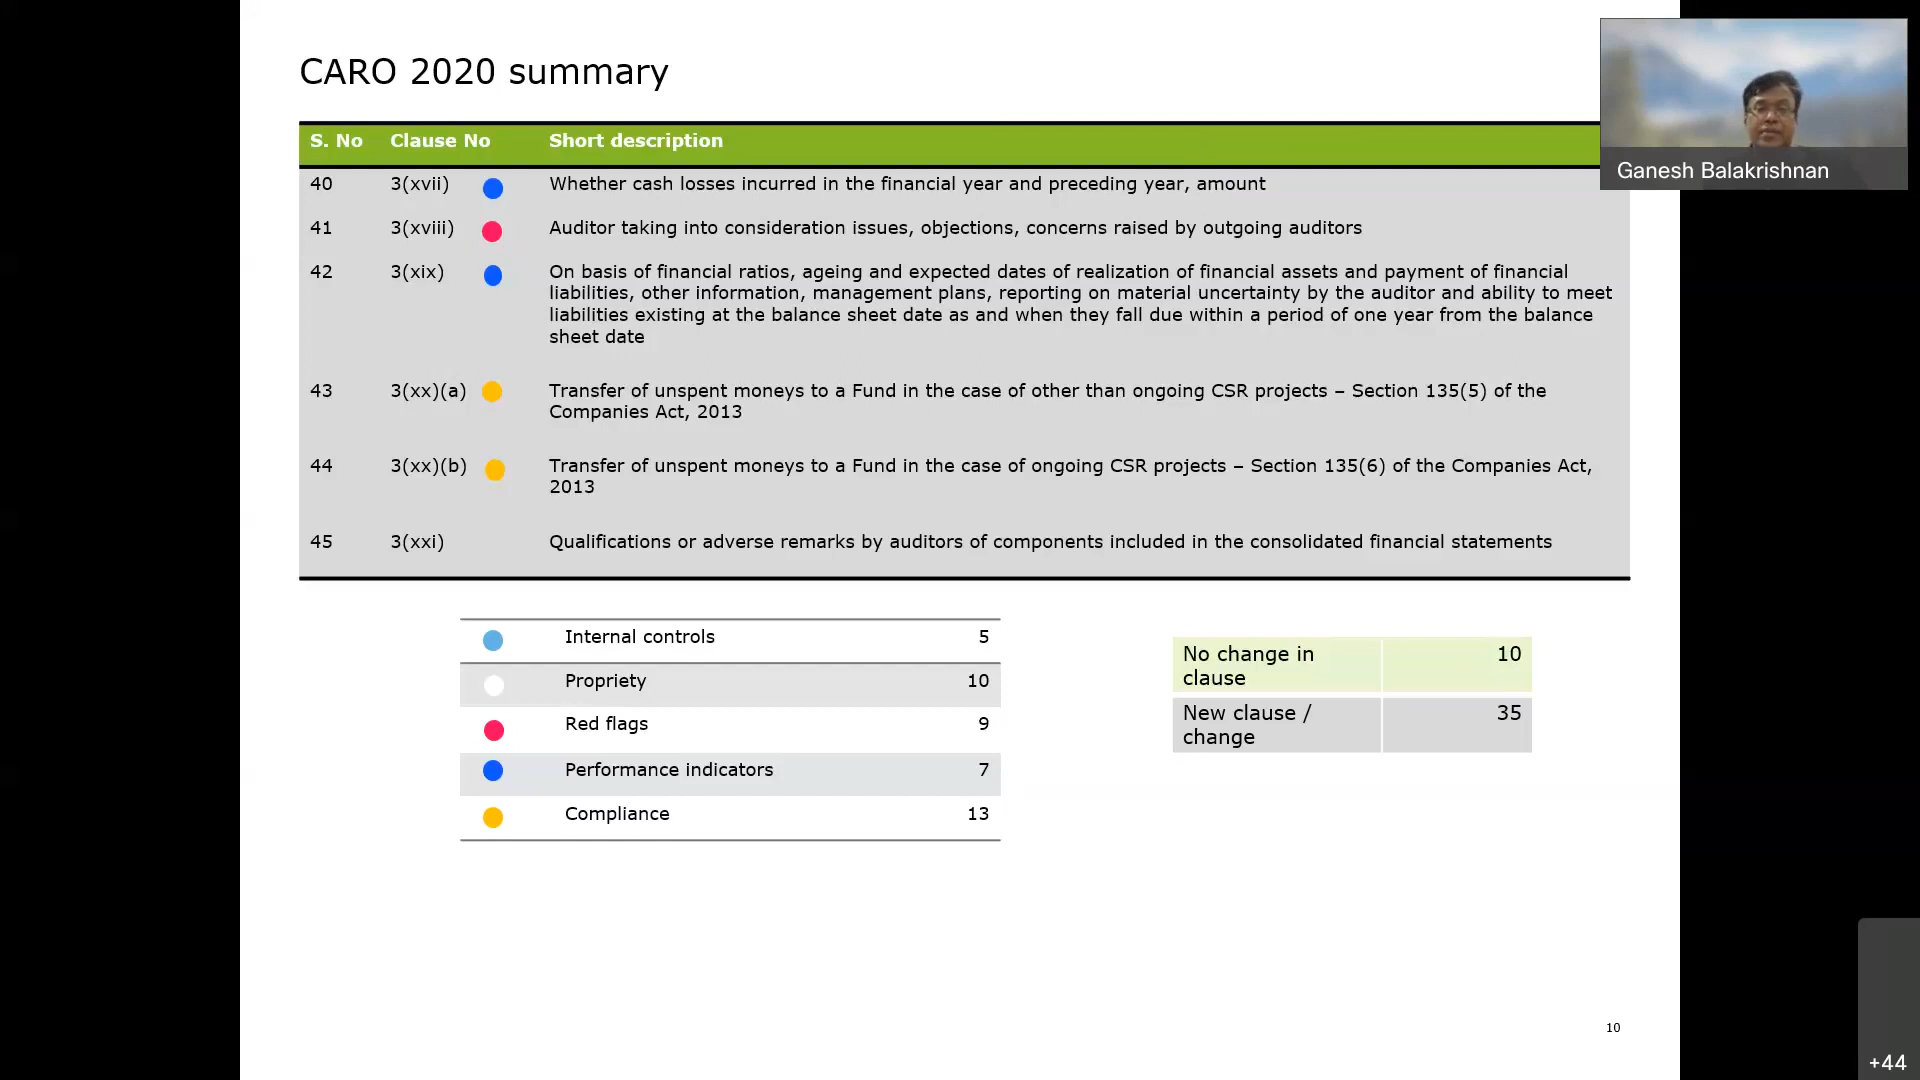 CARO 2020 summary
S. No Clause No Short description
40 3(xvii) Whether cash losses incurred in the financial year and preceding year, amount
41 3(xviii) Auditor taking into consideration issues, objections, concerns raised by outgoing auditors
42 3(xix) On basis of financial ratios, ageing and expected dates of realization of financial assets and payment of financial
liabilities, other information, management plans, reporting on material uncertainty by the auditor and ability to meet
liabilities existing at the balance sheet date as and when they fall due within a period of one year from the balance
sheet date
43 3(xx)(a) Transfer of unspent moneys to a Fund in the case of other than ongoing CSR projects – Section 135(5) of the
Companies Act, 2013
44 3(xx)(b) Transfer of unspent moneys to a Fund in the case of ongoing CSR projects – Section 135(6) of the Companies Act,
2013
45 3(xxi) Qualifications or adverse remarks by auditors of components included in the consolidated financial statements
Internal controls 5
Propriety 10
Red flags 9
Performance indicators 7
Compliance 13
No change in 10
clause
New clause / 35
change
10
Ganesh Balakrishnan
+44